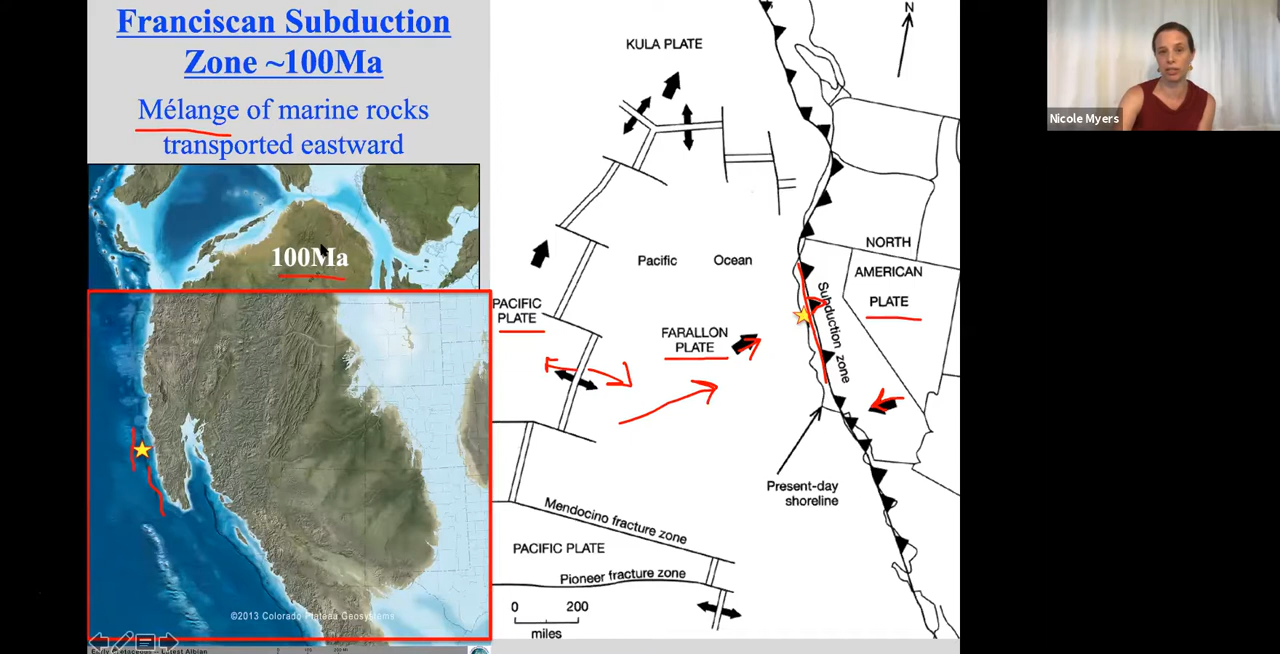 Franciscan Subduction
Zone ~100Ma
Mélange of marine rocks
transported eastward
100Ma
©2013 Colorado Plateau Geosystems
N
KULA PLATE
Pacific Ocean
NORTH
AMERICAN
PLATE
PACIFIC
PLATE
FARALLON
PLATE
Subduction zone
Present-day
shoreline
Mendocino fracture zone
PACIFIC PLATE
Pioneer fracture zone
0 200
miles
Nicole Myers